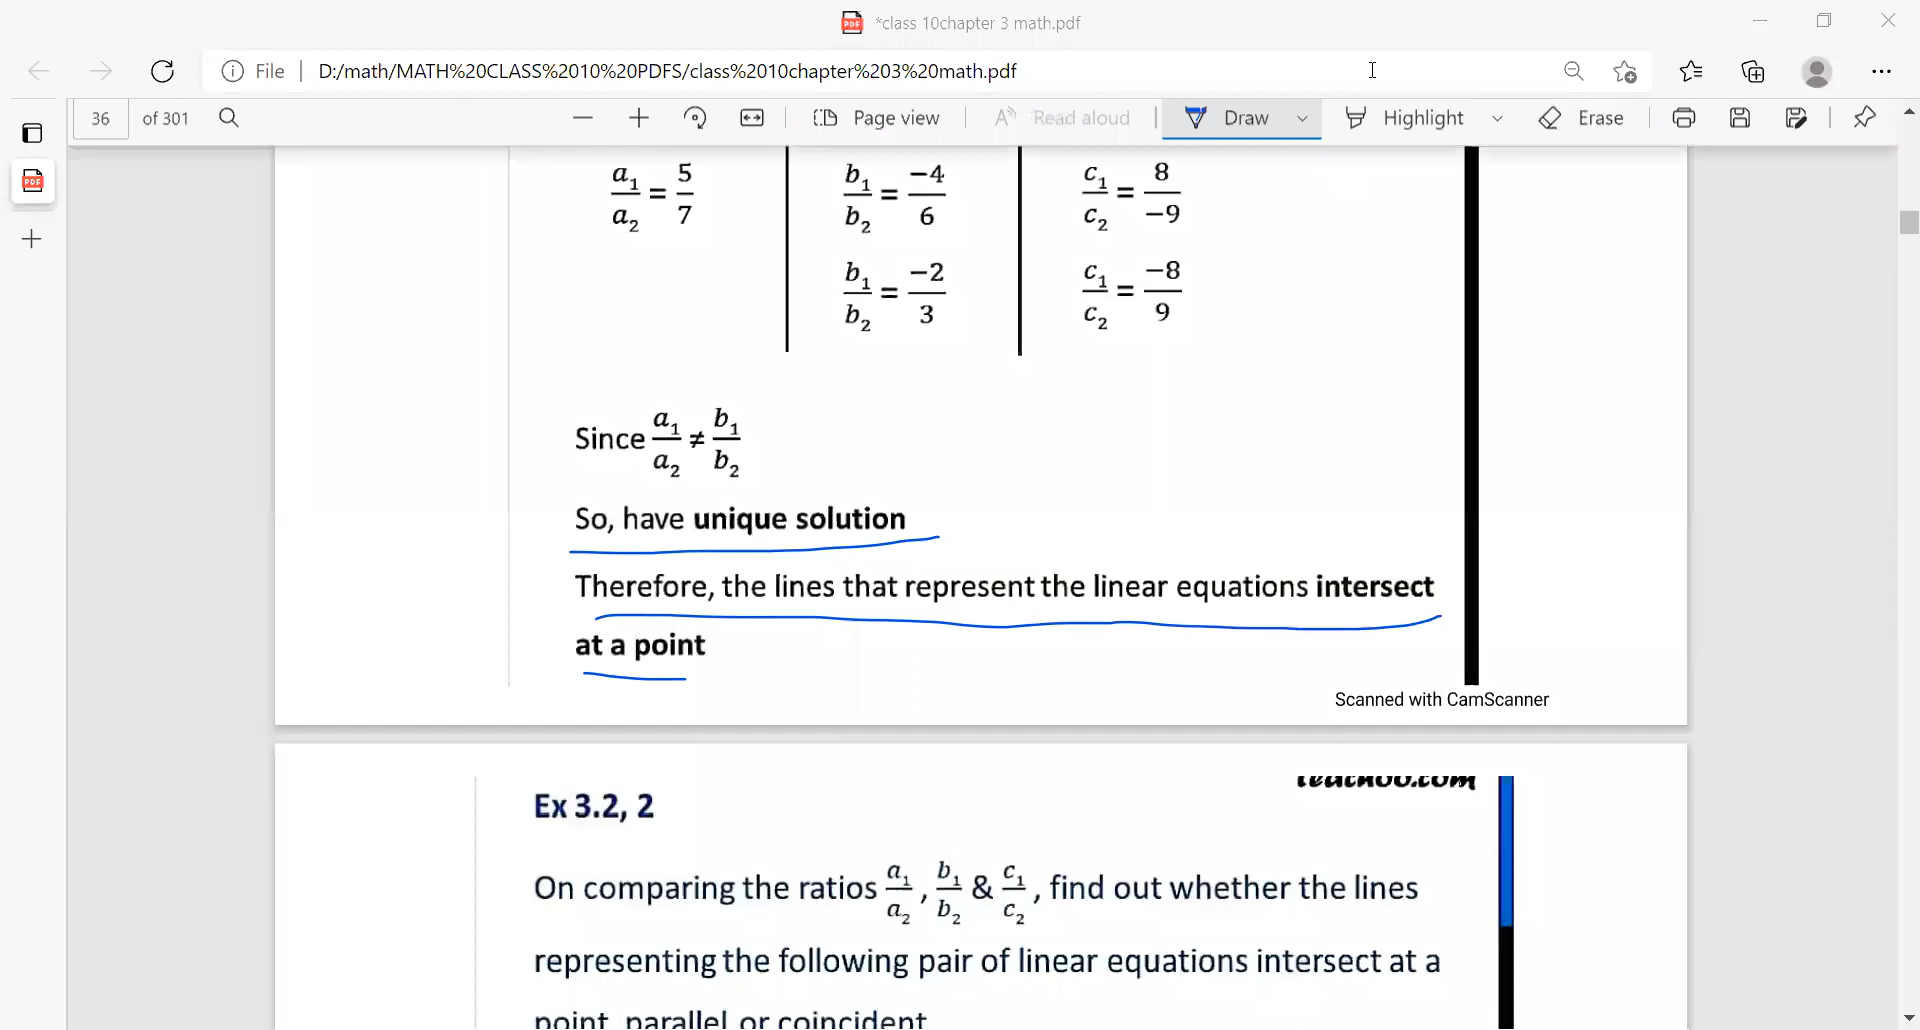 *class 10chapter 3 math.pdf
File | D:/math/MATH%20CLASS%2010%20PDFS/class%2010chapter%203%20math.pdf
36 of 301 Page view Read aloud Draw Highlight Erase
a₁/a₂ = 5/7 b₁/b₂ = −4/6 c₁/c₂ = 8/−9
b₁/b₂ = −2/3 c₁/c₂ = −8/9
Since a₁/a₂ ≠ b₁/b₂
So, have unique solution
Therefore, the lines that represent the linear equations intersect
at a point
Scanned with CamScanner
teachoo.com
Ex 3.2, 2
On comparing the ratios a₁/a₂ , b₁/b₂ & c₁/c₂ , find out whether the lines
representing the following pair of linear equations intersect at a
point, parallel or coincident